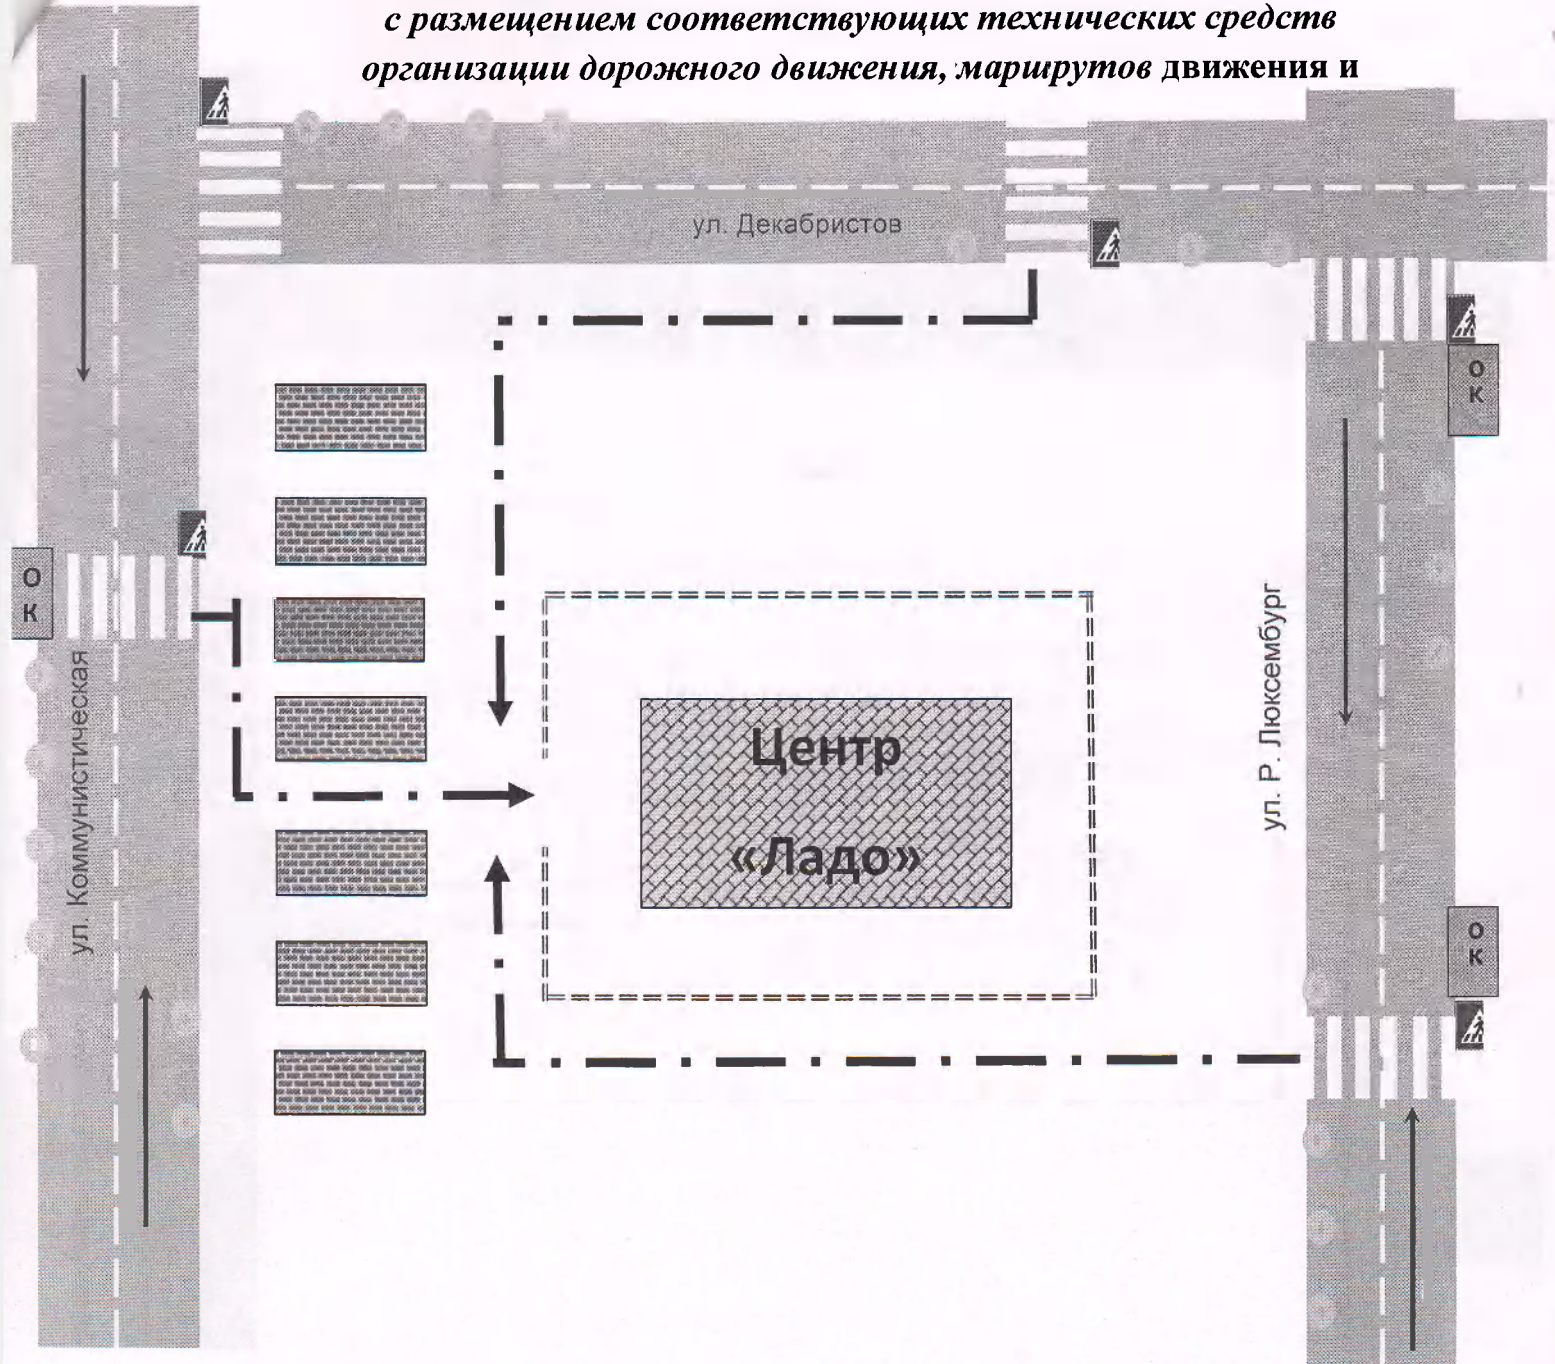 с размещением соответствующих технических средств
организации дорожного движения, маршрутов движения и
ул. Декабристов
О
К
О
К
ул. Коммунистическая
ул. Р. Люксембург
Центр
«Ладо»
О
К